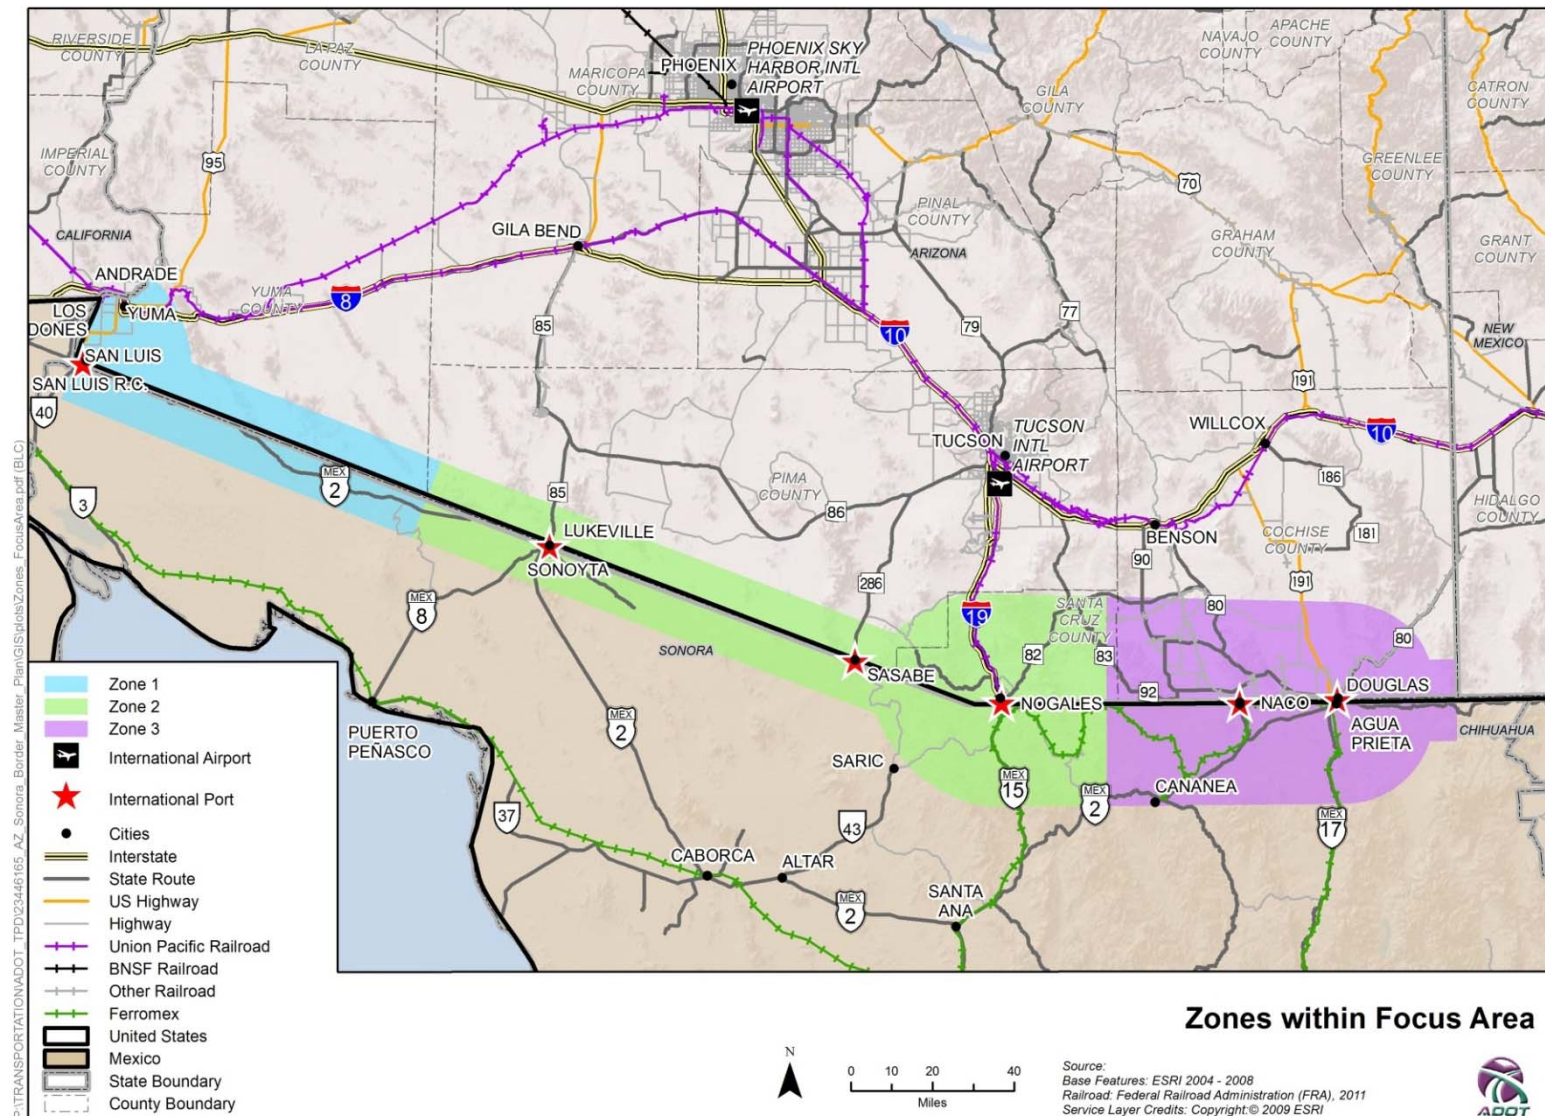 RIVERSIDE
COUNTY
LA PAZ
COUNTY
MARICOPA
COUNTY
PHOENIX
PHOENIX SKY
HARBOR INTL
AIRPORT
NAVAJO
COUNTY
APACHE
COUNTY
GILA
COUNTY
CATRON
COUNTY
IMPERIAL
COUNTY
95
GREENLEE
COUNTY
70
PINAL
COUNTY
CALIFORNIA
GILA BEND
ARIZONA
GRAHAM
COUNTY
GRANT
COUNTY
ANDRADE
YUMA
COUNTY
8
LOS
DONES
YUMA
85
10
79
77
NEW
MEXICO
SAN LUIS
SAN LUIS R.C.
40
191
WILLCOX
10
TUCSON
TUCSON
INTL
AIRPORT
MEX
2
3
85
PIMA
COUNTY
86
186
HIDALGO
COUNTY
LUKEVILLE
SONOYTA
BENSON
COCHISE
COUNTY
181
90
286
191
MEX
8
19
SANTA
CRUZ
COUNTY
80
80
SONORA
82
83
SASABE
92
NOGALES
NACO
DOUGLAS
AGUA
PRIETA
CHIHUAHUA
PUERTO
PEÑASCO
MEX
2
SARIC
MEX
15
MEX
2
CANANEA
37
43
MEX
17
CABORCA
ALTAR
MEX
2
SANTA
ANA
Zone 1
Zone 2
Zone 3
International Airport
International Port
Cities
Interstate
State Route
US Highway
Highway
Union Pacific Railroad
BNSF Railroad
Other Railroad
Ferromex
United States
Mexico
State Boundary
County Boundary
P:\TRANSPORTATION\ADOT_TPD\23446165_AZ_Sonora_Border_Master_Plan\GIS\plots\Zones_FocusArea.pdf (BLC)
Zones within Focus Area
N
0 10 20 40
Miles
Source:
Base Features: ESRI 2004 - 2008
Railroad: Federal Railroad Administration (FRA), 2011
Service Layer Credits: Copyright:© 2009 ESRI
ADOT